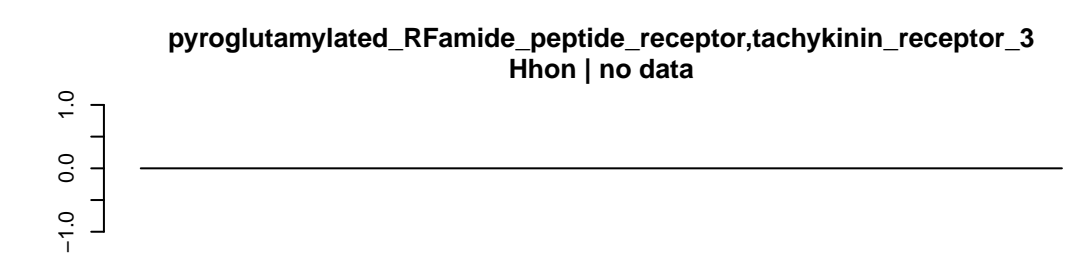 pyroglutamylated_RFamide_peptide_receptor,tachykinin_receptor_3
Hhon | no data
1.0
0.0
−1.0